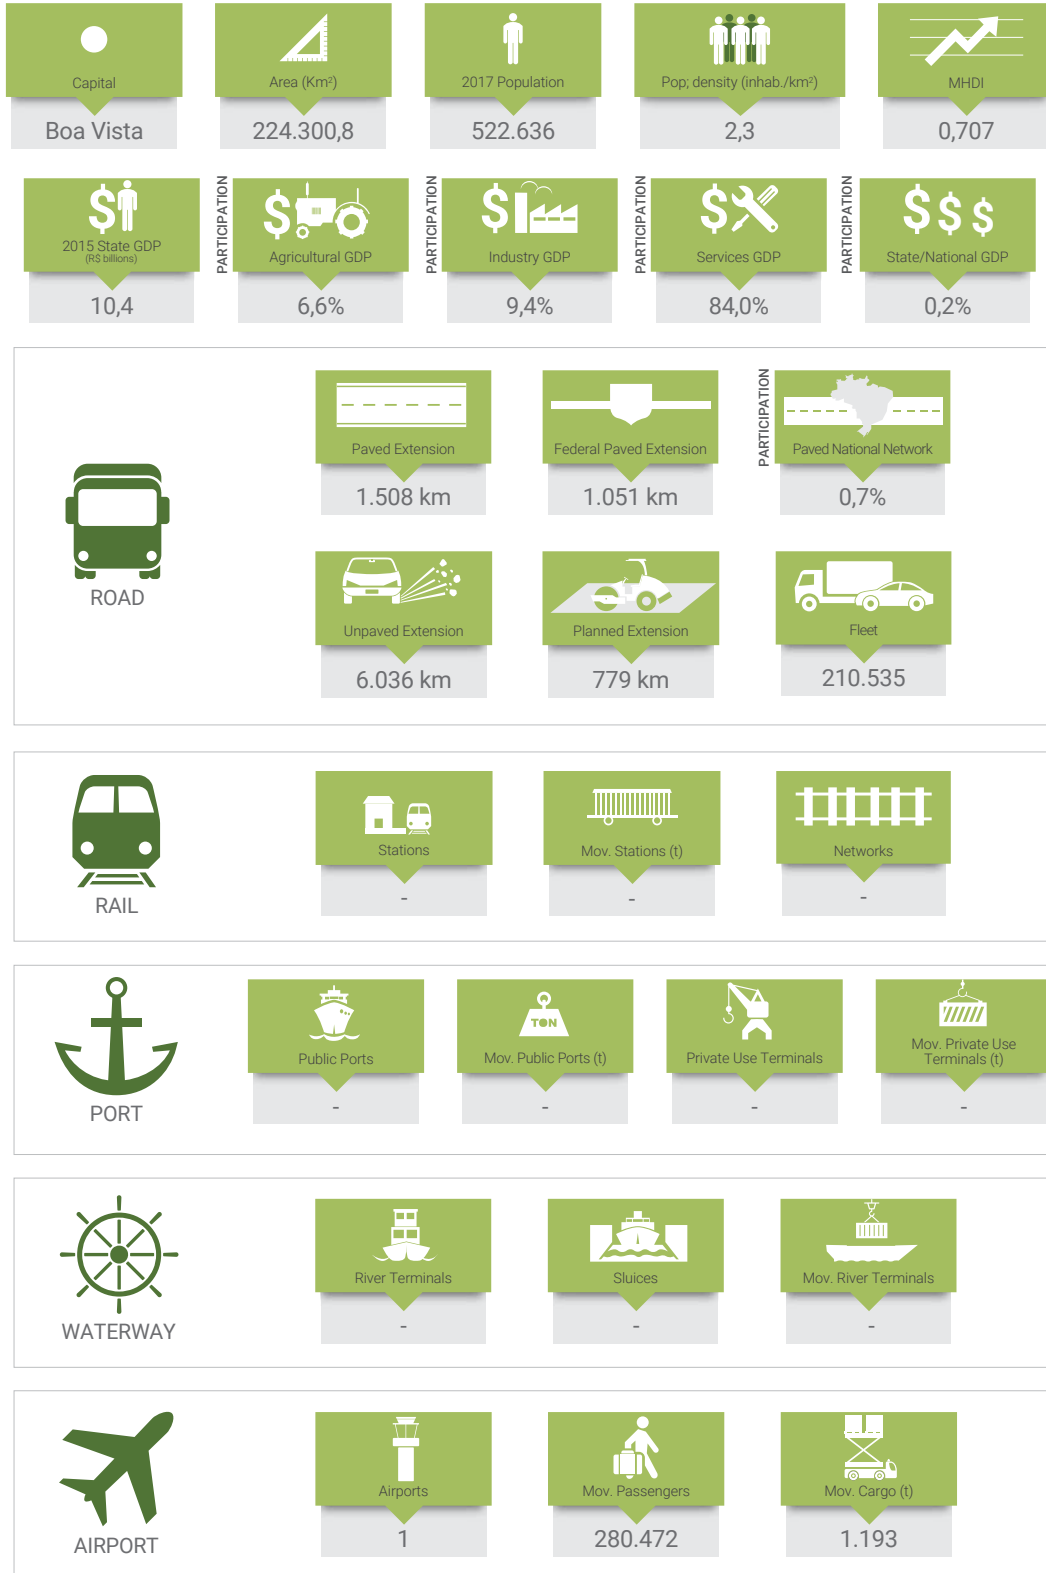 Capital
Area (Km²)
2017 Population
Pop; density (inhab./km²)
MHDI
Boa Vista
224.300,8
522.636
2,3
0,707
2015 State GDP
(R$ billions)
PARTICIPATION
Agricultural GDP
PARTICIPATION
Industry GDP
PARTICIPATION
Services GDP
PARTICIPATION
State/National GDP
10,4
6,6%
9,4%
84,0%
0,2%
ROAD
Paved Extension
Federal Paved Extension
PARTICIPATION
Paved National Network
1.508 km
1.051 km
0,7%
Unpaved Extension
Planned Extension
Fleet
6.036 km
779 km
210.535
RAIL
Stations
Mov. Stations (t)
Networks
-
-
-
PORT
Public Ports
TON
Mov. Public Ports (t)
Private Use Terminals
Mov. Private Use
Terminals (t)
-
-
-
-
WATERWAY
River Terminals
Sluices
Mov. River Terminals
-
-
-
AIRPORT
Airports
Mov. Passengers
Mov. Cargo (t)
1
280.472
1.193